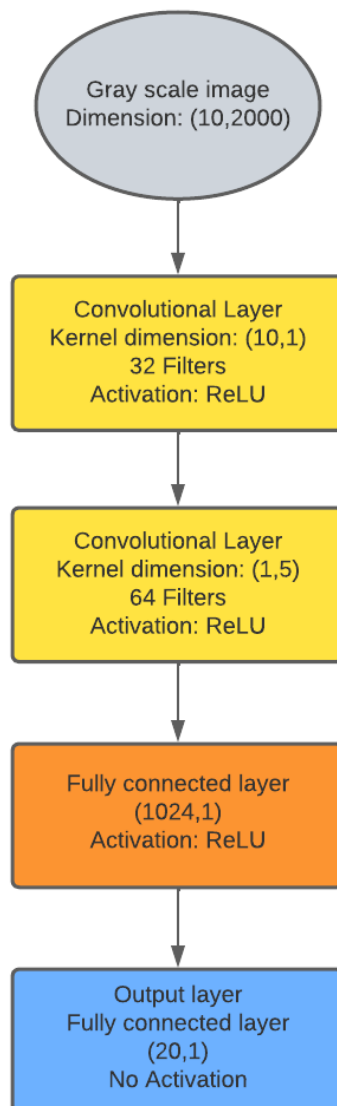 Gray scale image
Dimension: (10,2000)
Convolutional Layer
Kernel dimension: (10,1)
32 Filters
Activation: ReLU
Convolutional Layer
Kernel dimension: (1,5)
64 Filters
Activation: ReLU
Fully connected layer
(1024,1)
Activation: ReLU
Output layer
Fully connected layer
(20,1)
No Activation